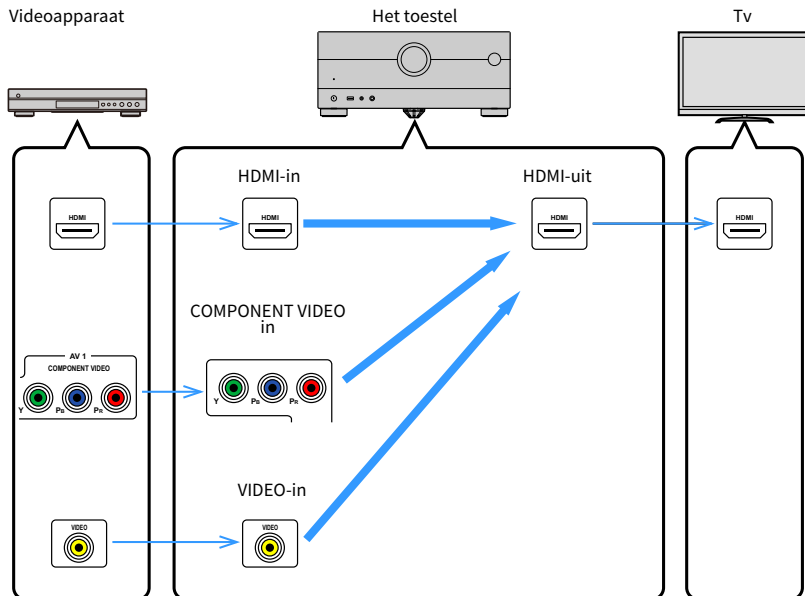 Videoapparaat
Het toestel
Tv
HDMI-in
HDMI-uit
HDMI
HDMI
HDMI
HDMI
COMPONENT VIDEO
in
AV 1
COMPONENT VIDEO
Y
PB
PR
Y
PB
PR
VIDEO-in
VIDEO
VIDEO